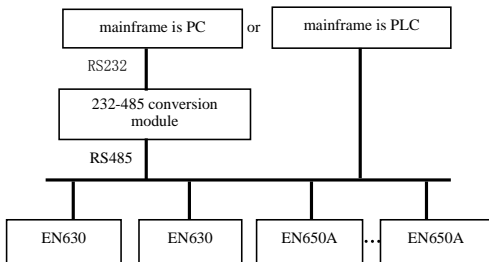 mainframe is PC
or
mainframe is PLC
RS232
232-485 conversion
module
RS485
EN630
EN630
EN650A
...
EN650A